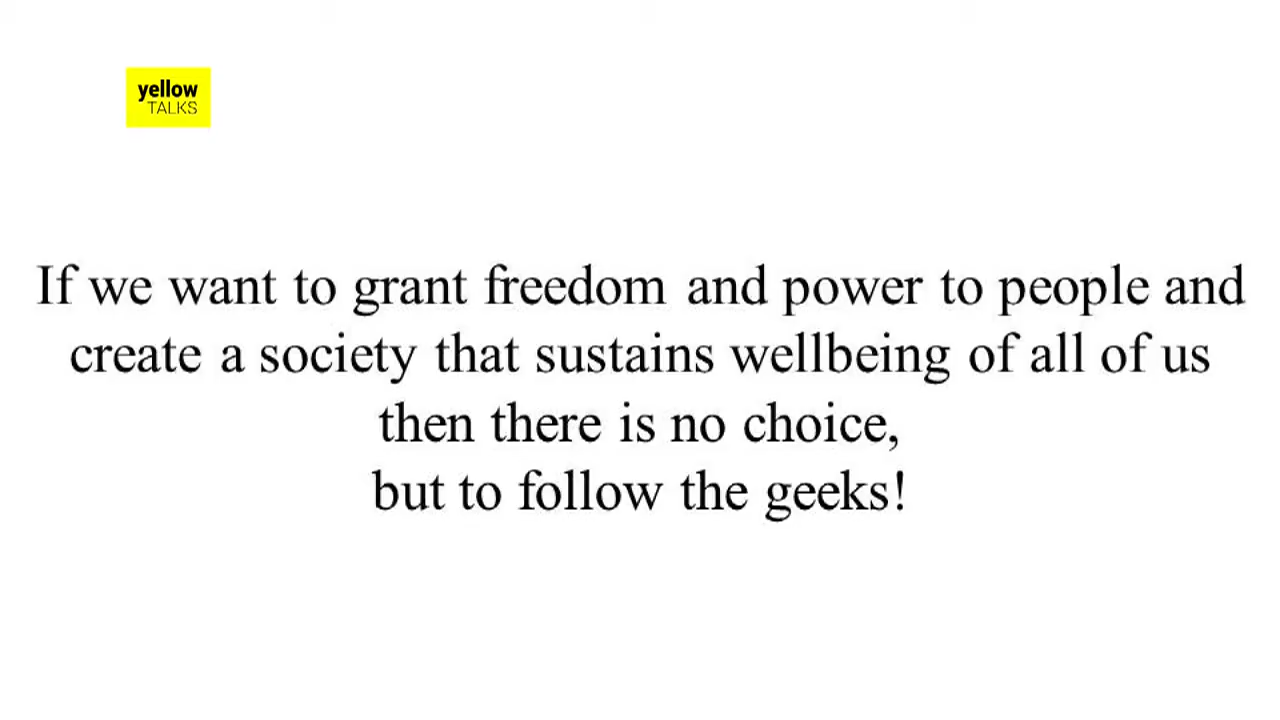 yellow
TALKS
If we want to grant freedom and power to people and
create a society that sustains wellbeing of all of us
then there is no choice,
but to follow the geeks!